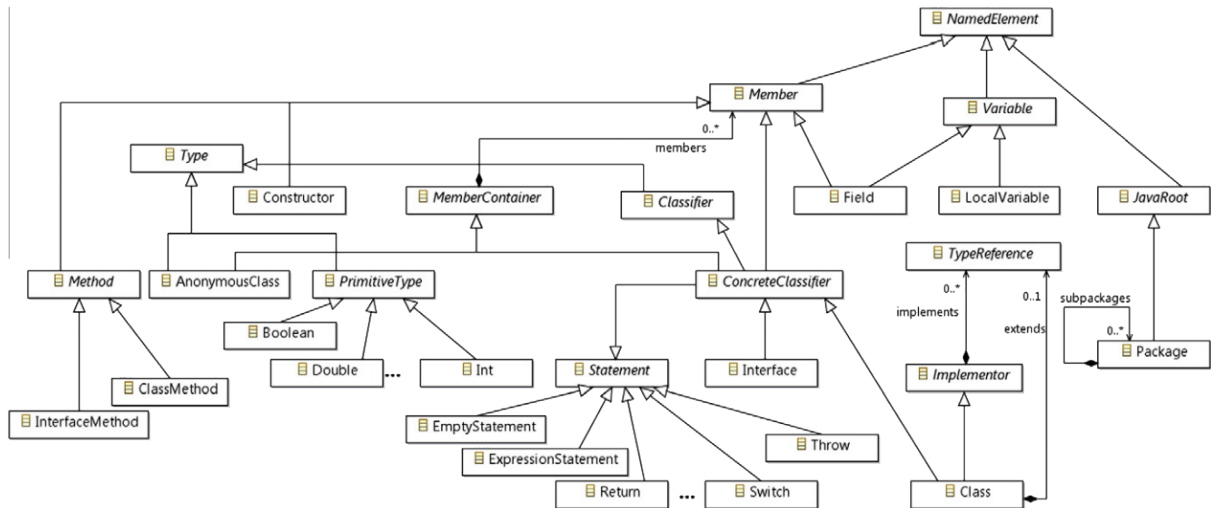 NamedElement
Member
Variable
0..*
members
Type
Constructor
MemberContainer
Classifier
Field
LocalVariable
JavaRoot
TypeReference
Method
AnonymousClass
PrimitiveType
ConcreteClassifier
0..*
0..1
subpackages
implements
extends
0..*
Boolean
Package
Double
...
Int
Statement
Interface
Implementor
ClassMethod
InterfaceMethod
EmptyStatement
Throw
ExpressionStatement
Return
...
Switch
Class